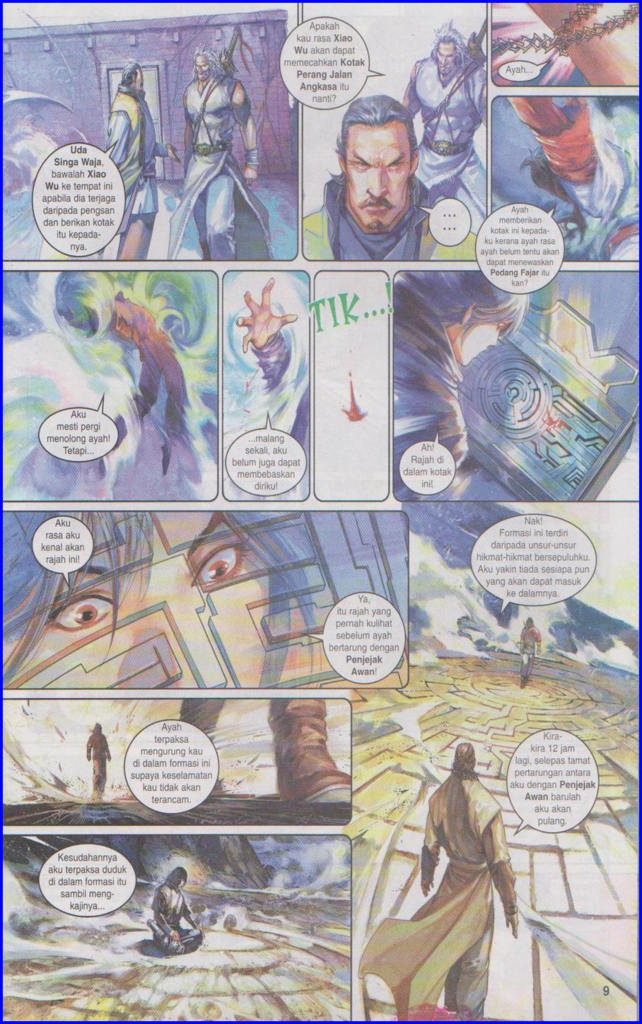 Uda
Singa Waja,
bawalah Xiao
Wu ke tempat ini
apabila dia terjaga
daripada pengsan
dan berikan kotak
itu kepada-
nya.
Apakah
kau rasa Xiao
Wu akan dapat
memecahkan Kotak
Perang Jalan
Angkasa itu
nanti?
...
...
Ayah...
Ayah
memberikan
kotak ini kepada-
ku kerana ayah rasa
ayah belum tentu akan
dapat menewaskan
Pedang Fajar itu
kan?
Aku
mesti pergi
menolong ayah!
Tetapi...
...malang
sekali, aku
belum juga dapat
membebaskan
diriku!
TIK...!
Ah!
Rajah di
dalam kotak
ini!
Aku
rasa aku
kenal akan
rajah ini!
Ya,
itu rajah yang
pernah kulihat
sebelum ayah
bertarung dengan
Penjejak
Awan!
Nak!
Formasi ini terdiri
daripada unsur-unsur
hikmat-hikmat bersepuluhku.
Aku yakin tiada sesiapa pun
yang akan dapat masuk
ke dalamnya.
Ayah
terpaksa
mengurung kau
di dalam formasi ini
supaya keselamatan
kau tidak akan
terancam.
Kira-
kira 12 jam
lagi, selepas tamat
pertarungan antara
aku dengan Penjejak
Awan barulah
aku akan
pulang.
Kesudahannya
aku terpaksa duduk
di dalam formasi itu
sambil meng-
kajinya...
9